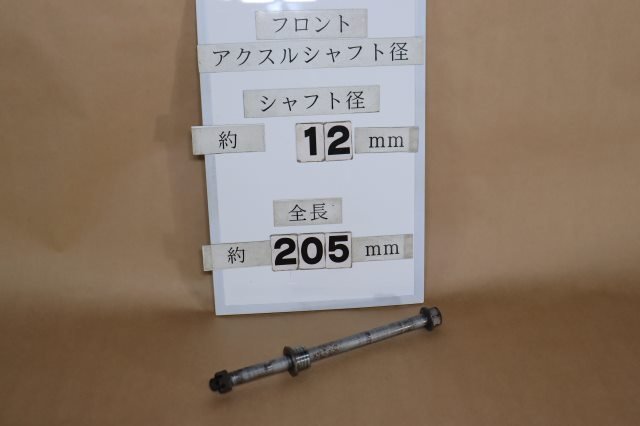 フロント
アクスルシャフト径
シャフト径
約 12 mm
全長
約 205 mm